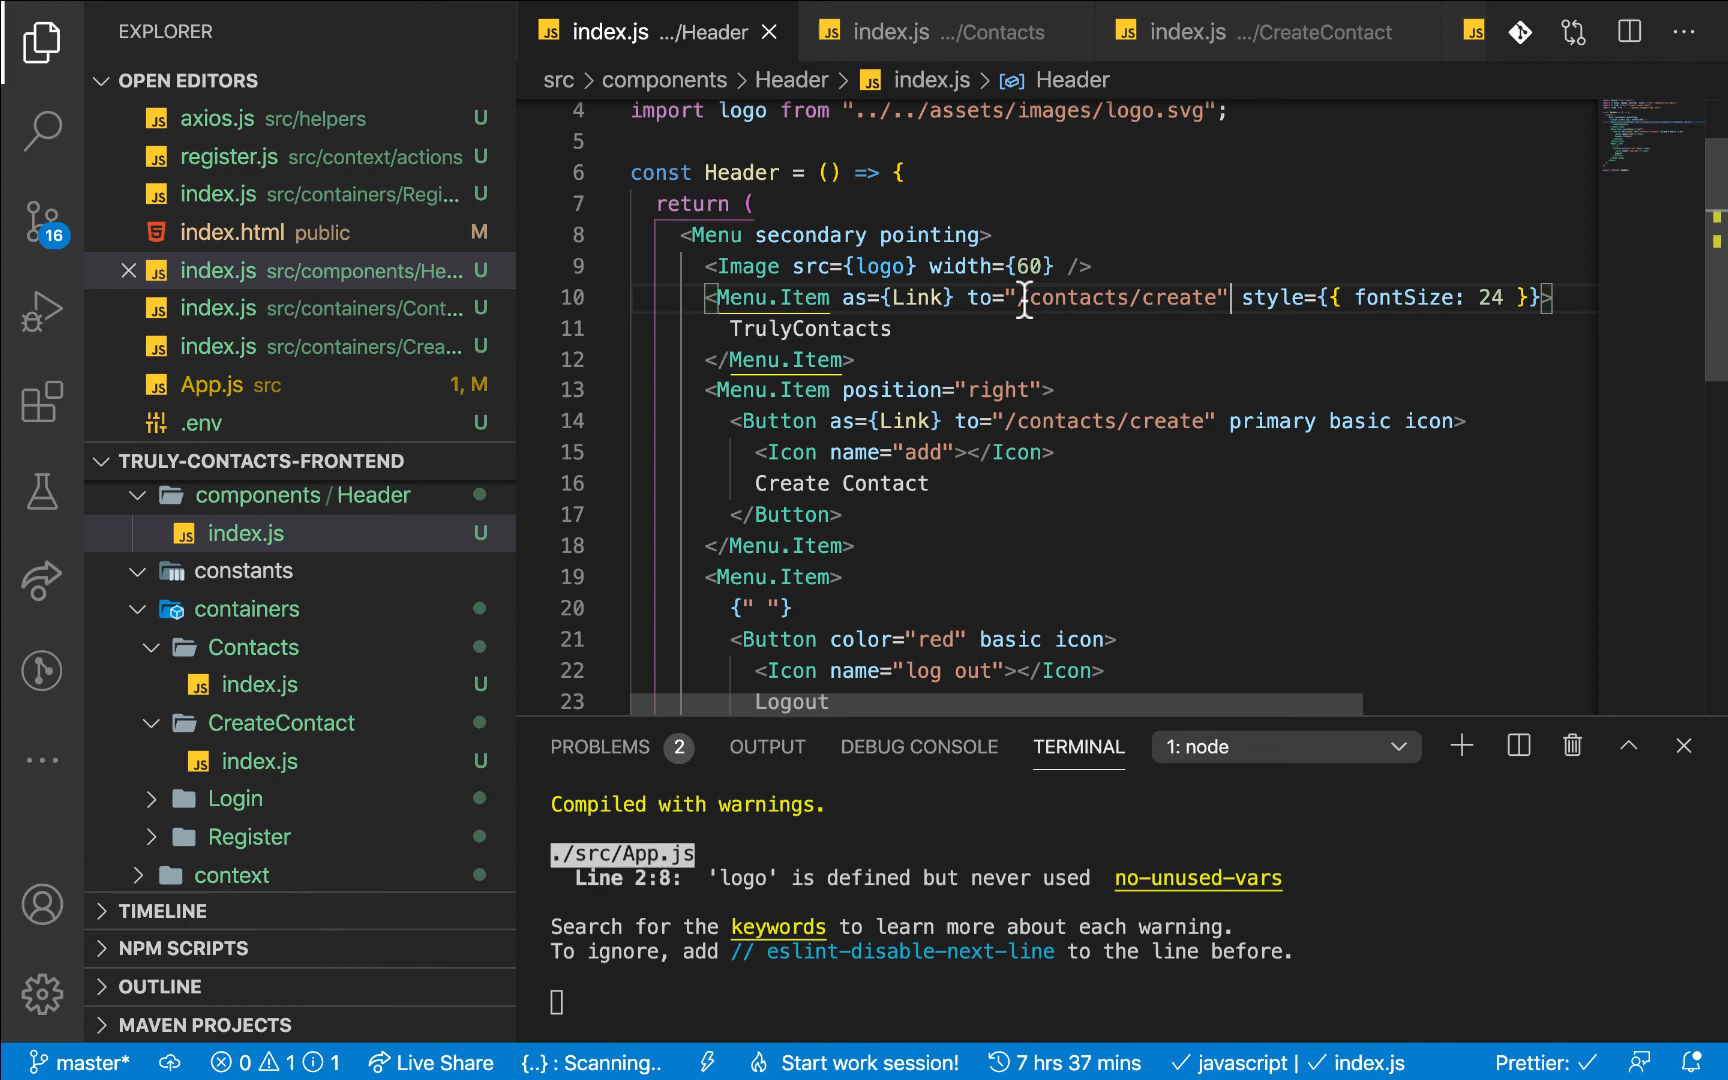 EXPLORER
OPEN EDITORS
axios.js src/helpers U
register.js src/context/actions U
index.js src/containers/Regi... U
index.html public M
index.js src/components/He... U
index.js src/containers/Cont... U
index.js src/containers/Crea... U
App.js src 1, M
.env U
TRULY-CONTACTS-FRONTEND
components / Header
index.js U
constants
containers
Contacts
index.js U
CreateContact
index.js U
Login
Register
context
TIMELINE
NPM SCRIPTS
OUTLINE
MAVEN PROJECTS
16
index.js .../Header
index.js .../Contacts
index.js .../CreateContact
src > components > Header > JS index.js > Header
4 import logo from "../../assets/images/logo.svg";
5
6 const Header = () => {
7 return (
8 <Menu secondary pointing>
9 <Image src={logo} width={60} />
10 <Menu.Item as={Link} to="/contacts/create" style={{ fontSize: 24 }}>
11 TrulyContacts
12 </Menu.Item>
13 <Menu.Item position="right">
14 <Button as={Link} to="/contacts/create" primary basic icon>
15 <Icon name="add"></Icon>
16 Create Contact
17 </Button>
18 </Menu.Item>
19 <Menu.Item>
20 {" "}
21 <Button color="red" basic icon>
22 <Icon name="log out"></Icon>
23 Logout
PROBLEMS 2 OUTPUT DEBUG CONSOLE TERMINAL 1: node
Compiled with warnings.
./src/App.js
Line 2:8: 'logo' is defined but never used no-unused-vars
Search for the keywords to learn more about each warning.
To ignore, add // eslint-disable-next-line to the line before.
master* 0 1 1 Live Share {..} : Scanning.. Start work session! 7 hrs 37 mins javascript | index.js Prettier: